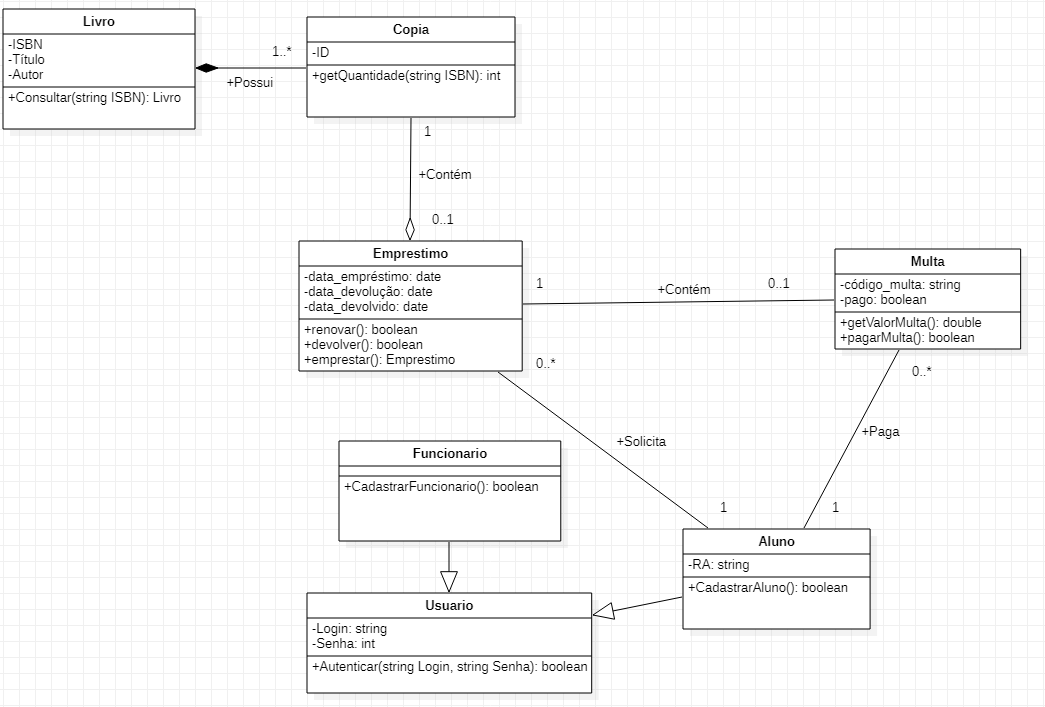 Livro
-ISBN
-Título
-Autor
+Consultar(string ISBN): Livro
1..*
+Possui
Copia
-ID
+getQuantidade(string ISBN): int
1
+Contém
0..1
Emprestimo
-data_empréstimo: date
-data_devolução: date
-data_devolvido: date
+renovar(): boolean
+devolver(): boolean
+emprestar(): Emprestimo
1
+Contém
0..1
Multa
-código_multa: string
-pago: boolean
+getValorMulta(): double
+pagarMulta(): boolean
0..*
0..*
+Solicita
+Paga
1
1
Funcionario
+CadastrarFuncionario(): boolean
Aluno
-RA: string
+CadastrarAluno(): boolean
Usuario
-Login: string
-Senha: int
+Autenticar(string Login, string Senha): boolean